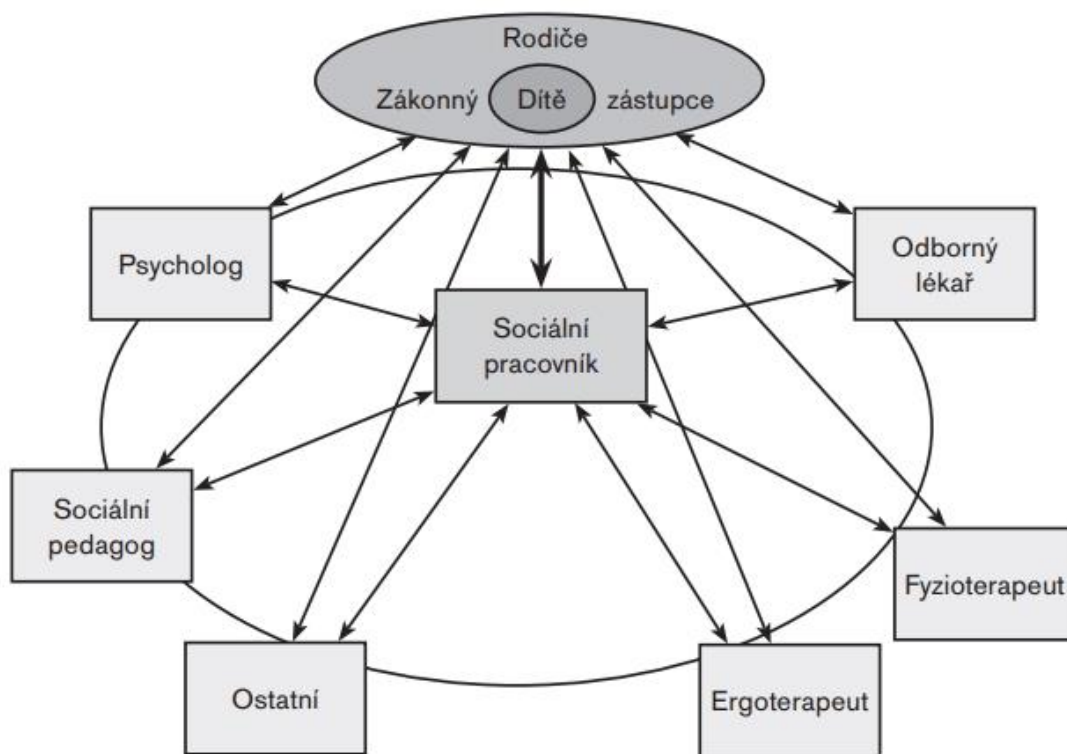 Rodiče
Zákonný Dítě zástupce
Psycholog
Odborný
lékař
Sociální
pracovník
Sociální
pedagog
Fyzioterapeut
Ostatní
Ergoterapeut